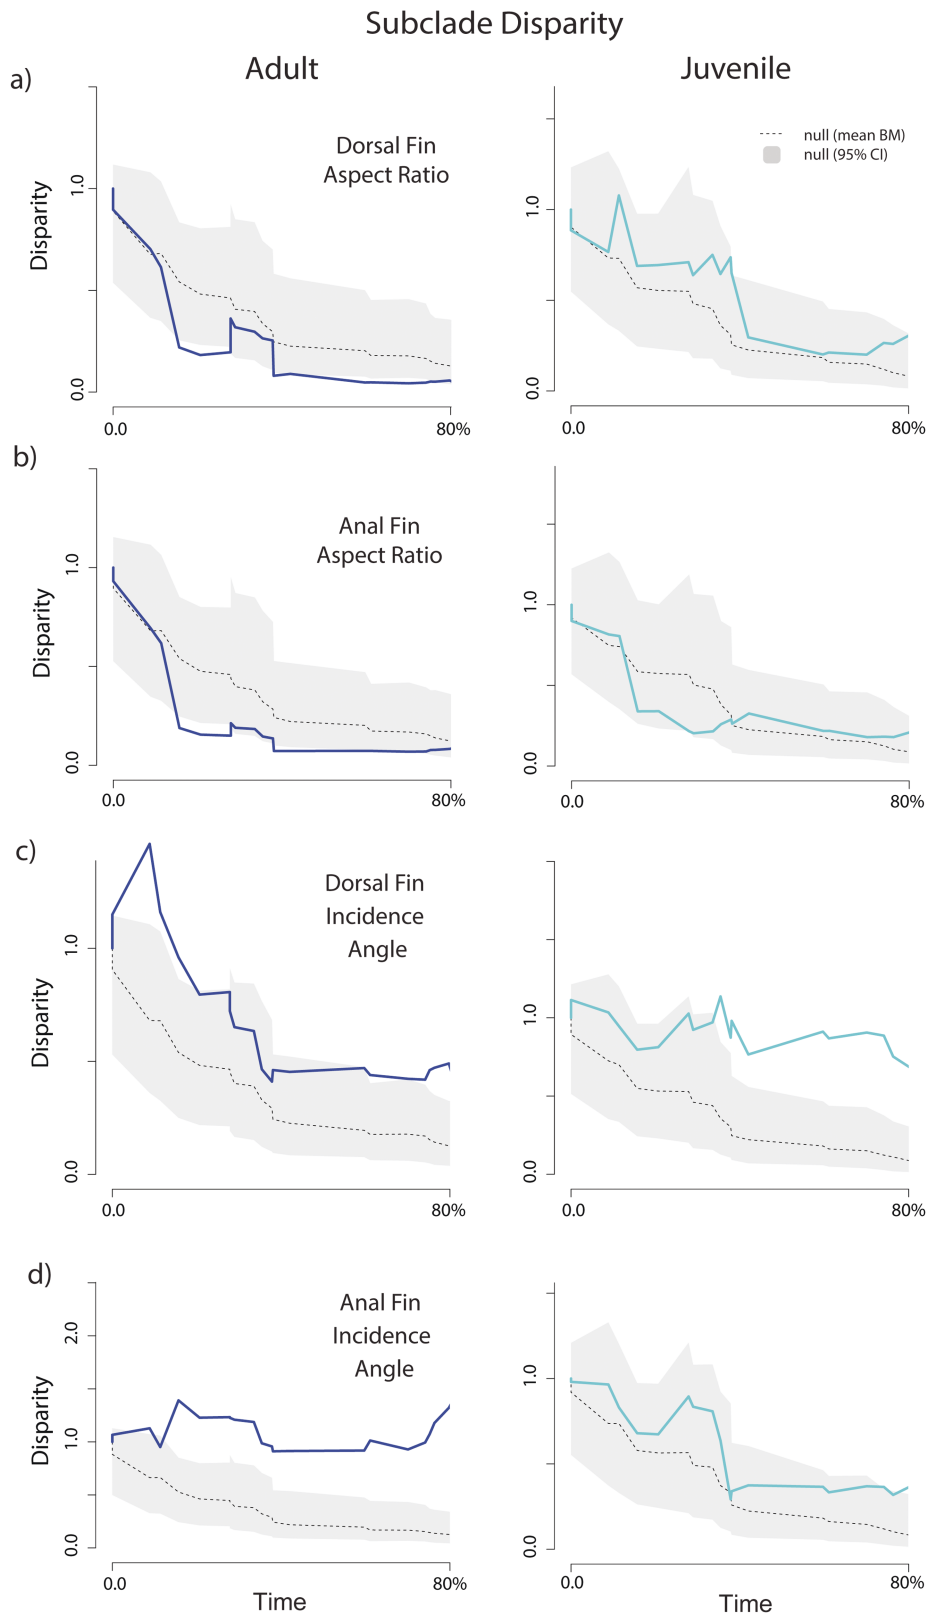 Subclade Disparity
Adult
Juvenile
a)
Dorsal Fin
Aspect Ratio
null (mean BM)
null (95% CI)
Disparity
1.0
0.0
0.0
80%
1.0
0.0
0.0
80%
b)
Anal Fin
Aspect Ratio
Disparity
1.0
0.0
0.0
80%
1.0
0.0
0.0
80%
c)
Dorsal Fin
Incidence
Angle
Disparity
1.0
0.0
0.0
80%
1.0
0.0
0.0
80%
d)
Anal Fin
Incidence
Angle
Disparity
2.0
1.0
0.0
0.0
80%
Time
1.0
0.0
0.0
80%
Time